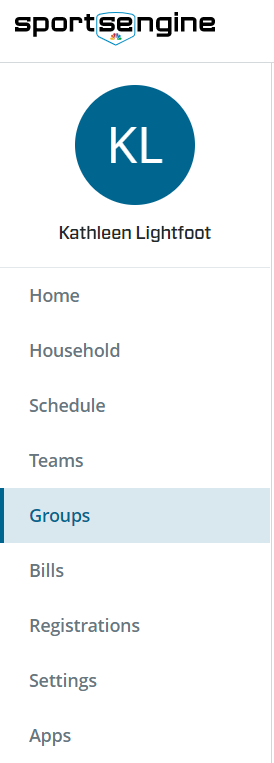 sportsengine
KL
Kathleen Lightfoot
Home
Household
Schedule
Teams
Groups
Bills
Registrations
Settings
Apps